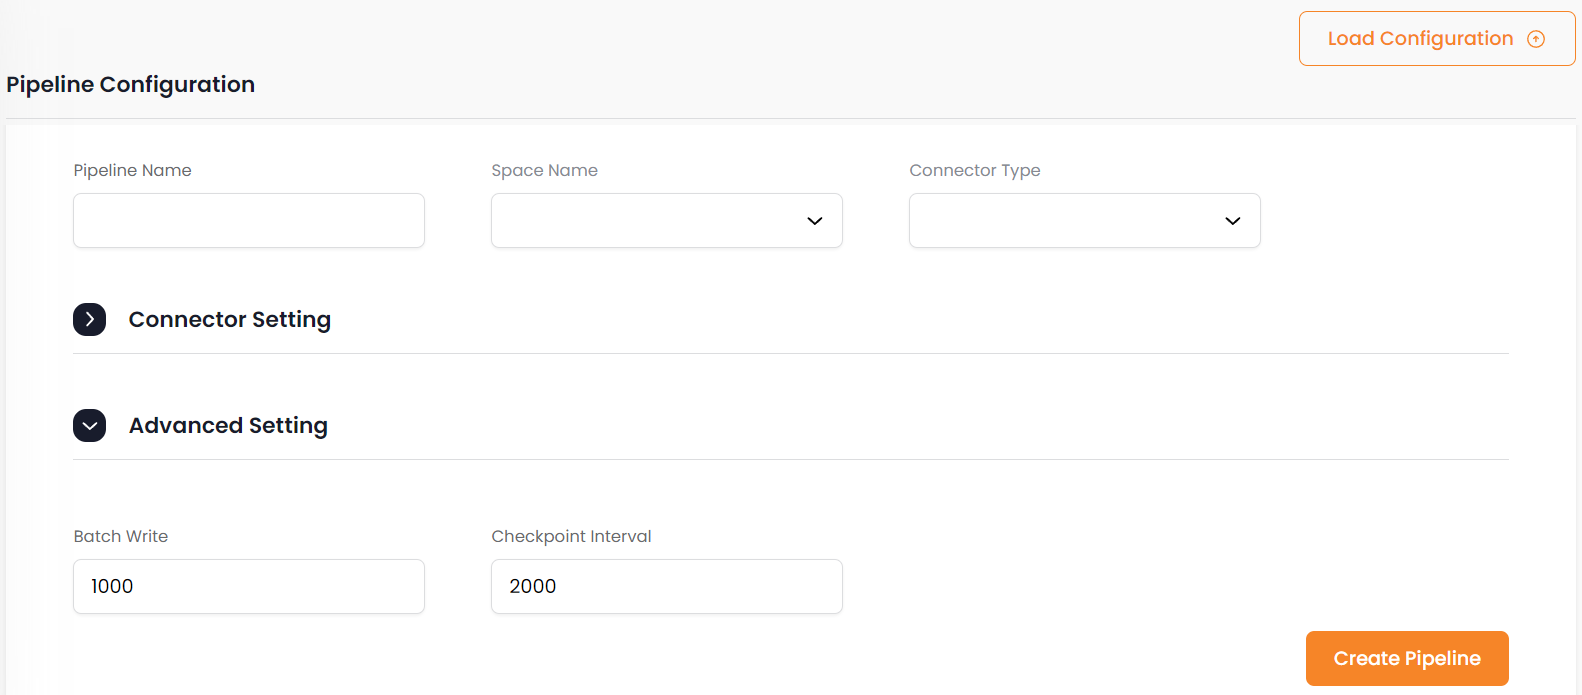 Load Configuration
Pipeline Configuration
Pipeline Name
Space Name
Connector Type
Connector Setting
Advanced Setting
Batch Write
Checkpoint Interval
1000
2000
Create Pipeline